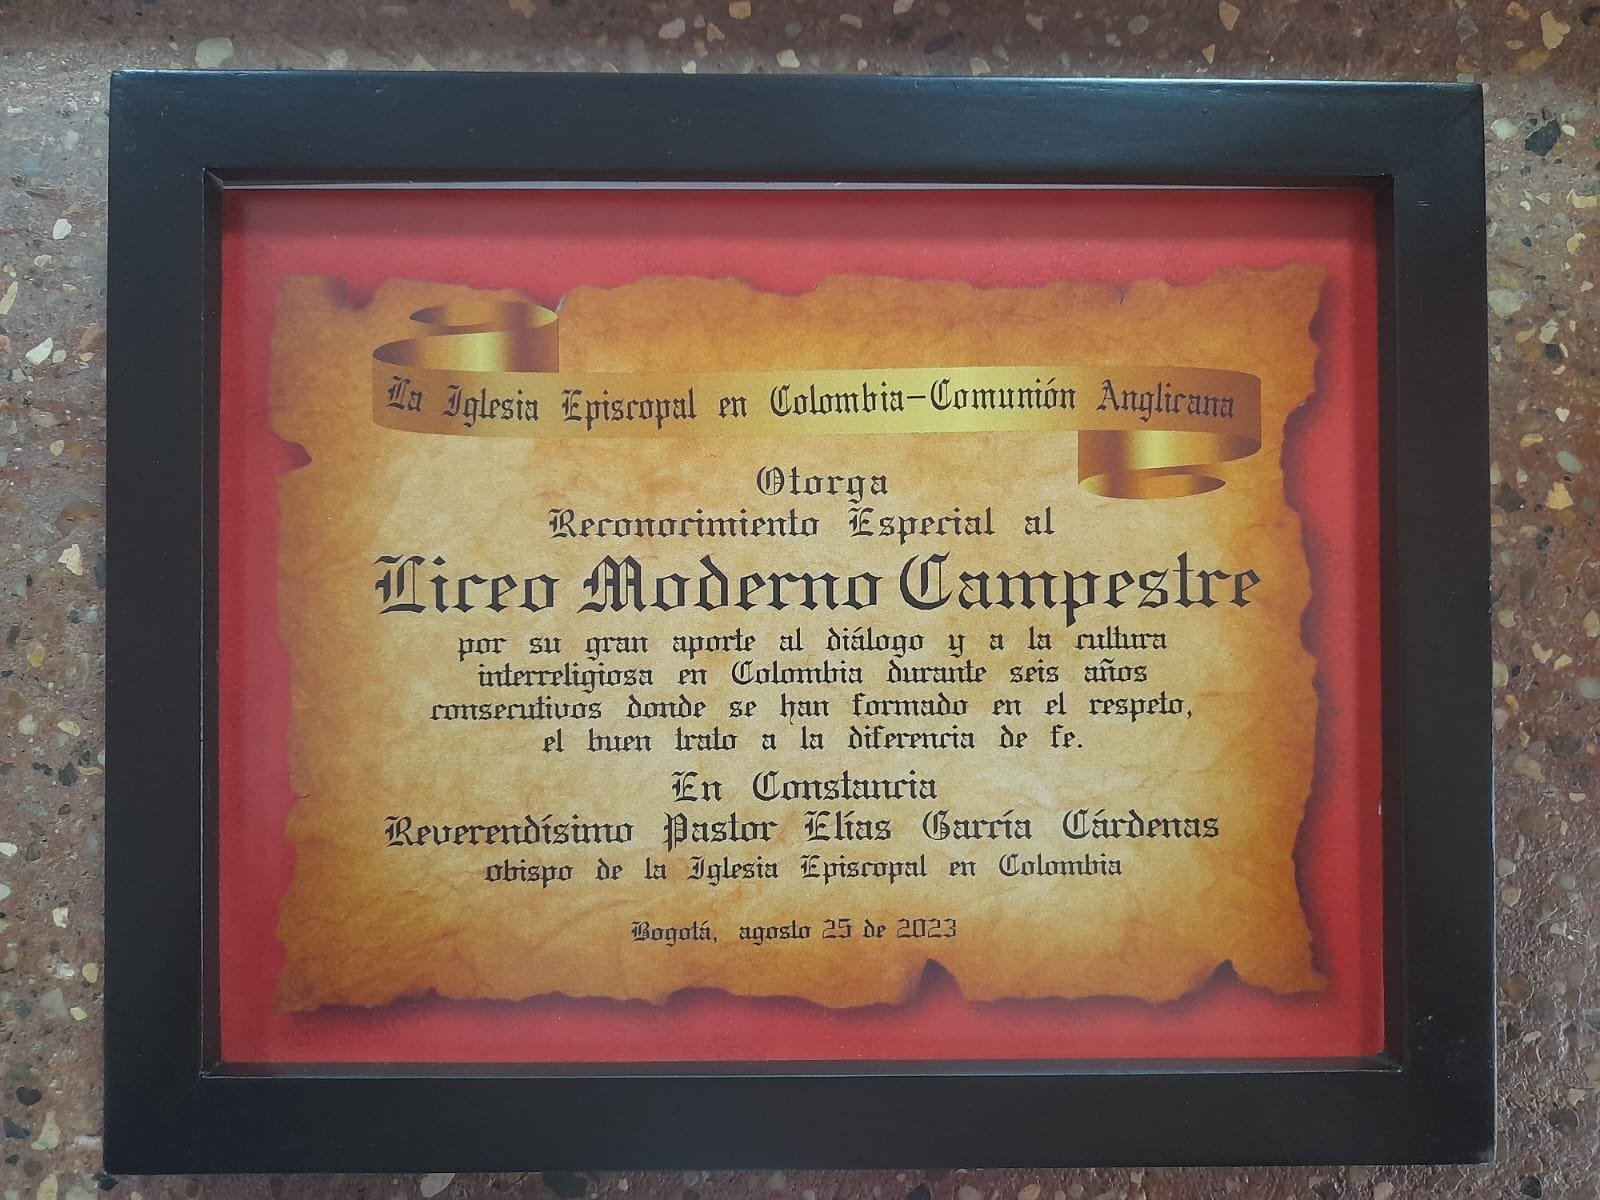 La Iglesia Episcopal en Colombia-Comunión Anglicana
Otorga
Reconocimiento Especial al
Liceo Moderno Campestre
por su gran aporte al diálogo y a la cultura
interreligiosa en Colombia durante seis años
consecutivos donde se han formado en el respeto,
el buen trato a la diferencia de fe.
En Constancia
Reverendísimo Pastor Elías García Cárdenas
obispo de la Iglesia Episcopal en Colombia
Bogotá, agosto 25 de 2023